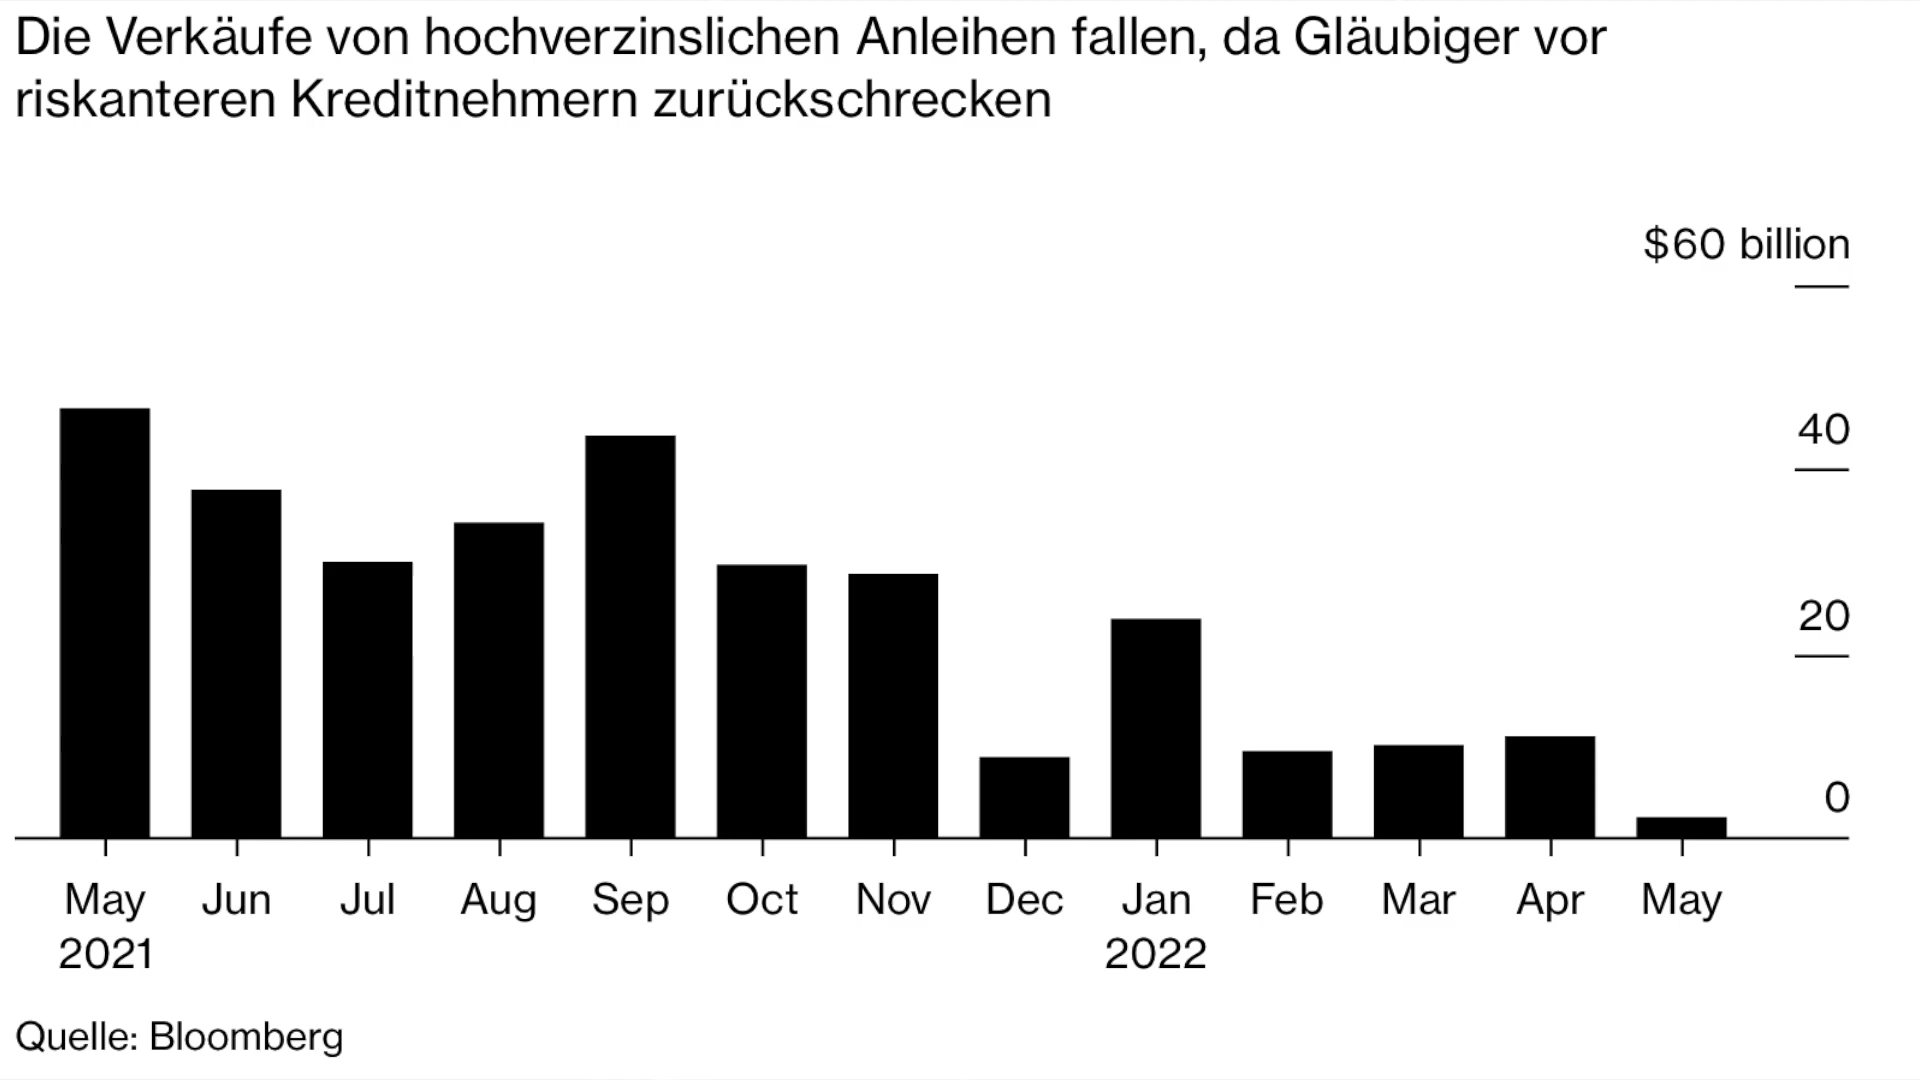 Die Verkäufe von hochverzinslichen Anleihen fallen, da Gläubiger vor
riskanteren Kreditnehmern zurückschrecken
$60 billion
40
20
0
May Jun Jul Aug Sep Oct Nov Dec Jan Feb Mar Apr May
2021 2022
Quelle: Bloomberg